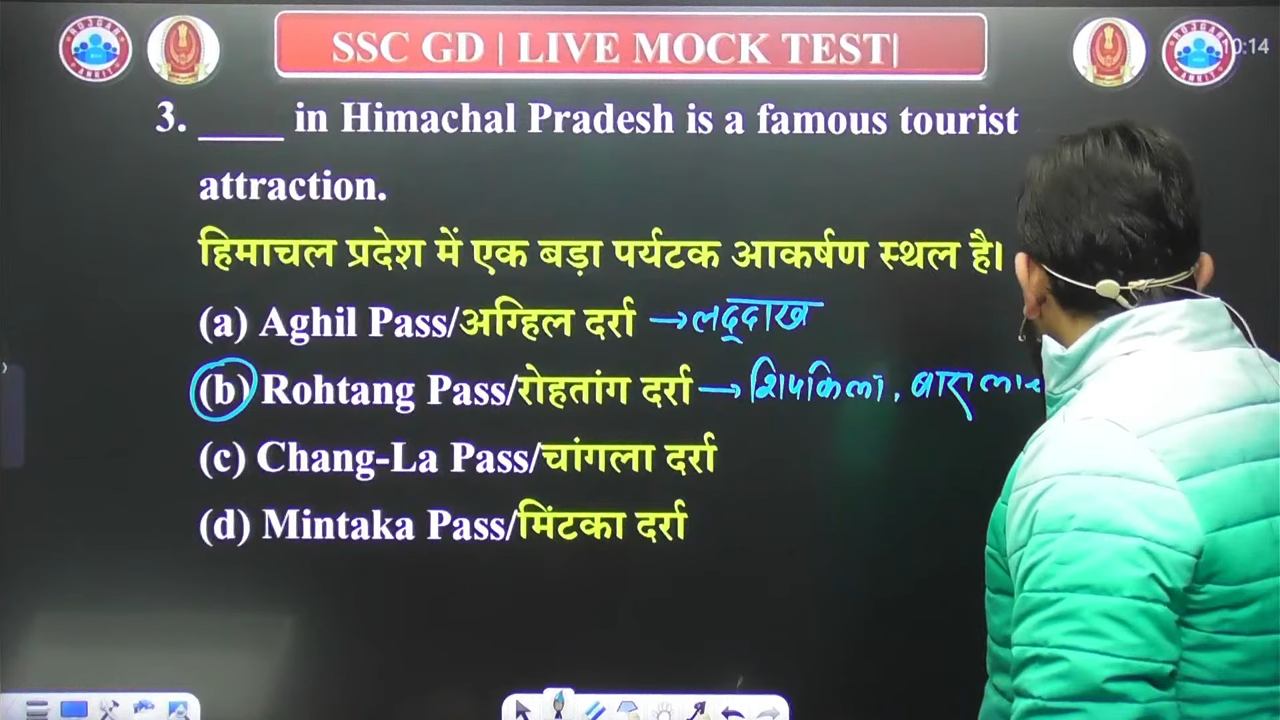 SSC GD | LIVE MOCK TEST|
10:14
3. ____ in Himachal Pradesh is a famous tourist
attraction.
हिमाचल प्रदेश में एक बड़ा पर्यटक आकर्षण स्थल है।
(a) Aghil Pass/अग्हिल दर्रा →लद्दाख
(b) Rohtang Pass/रोहतांग दर्रा → शिपकिला, बाराला
(c) Chang-La Pass/चांगला दर्रा
(d) Mintaka Pass/मिंटका दर्रा